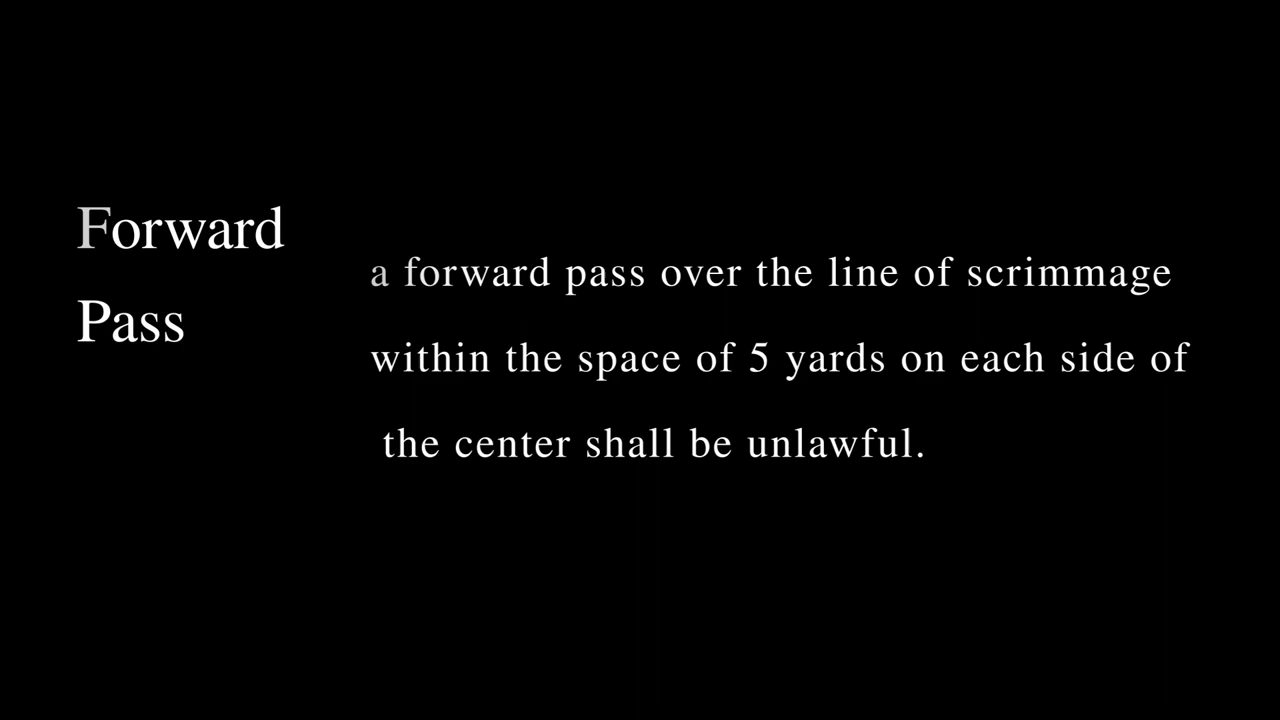 Forward
Pass
a forward pass over the line of scrimmage
within the space of 5 yards on each side of
the center shall be unlawful.